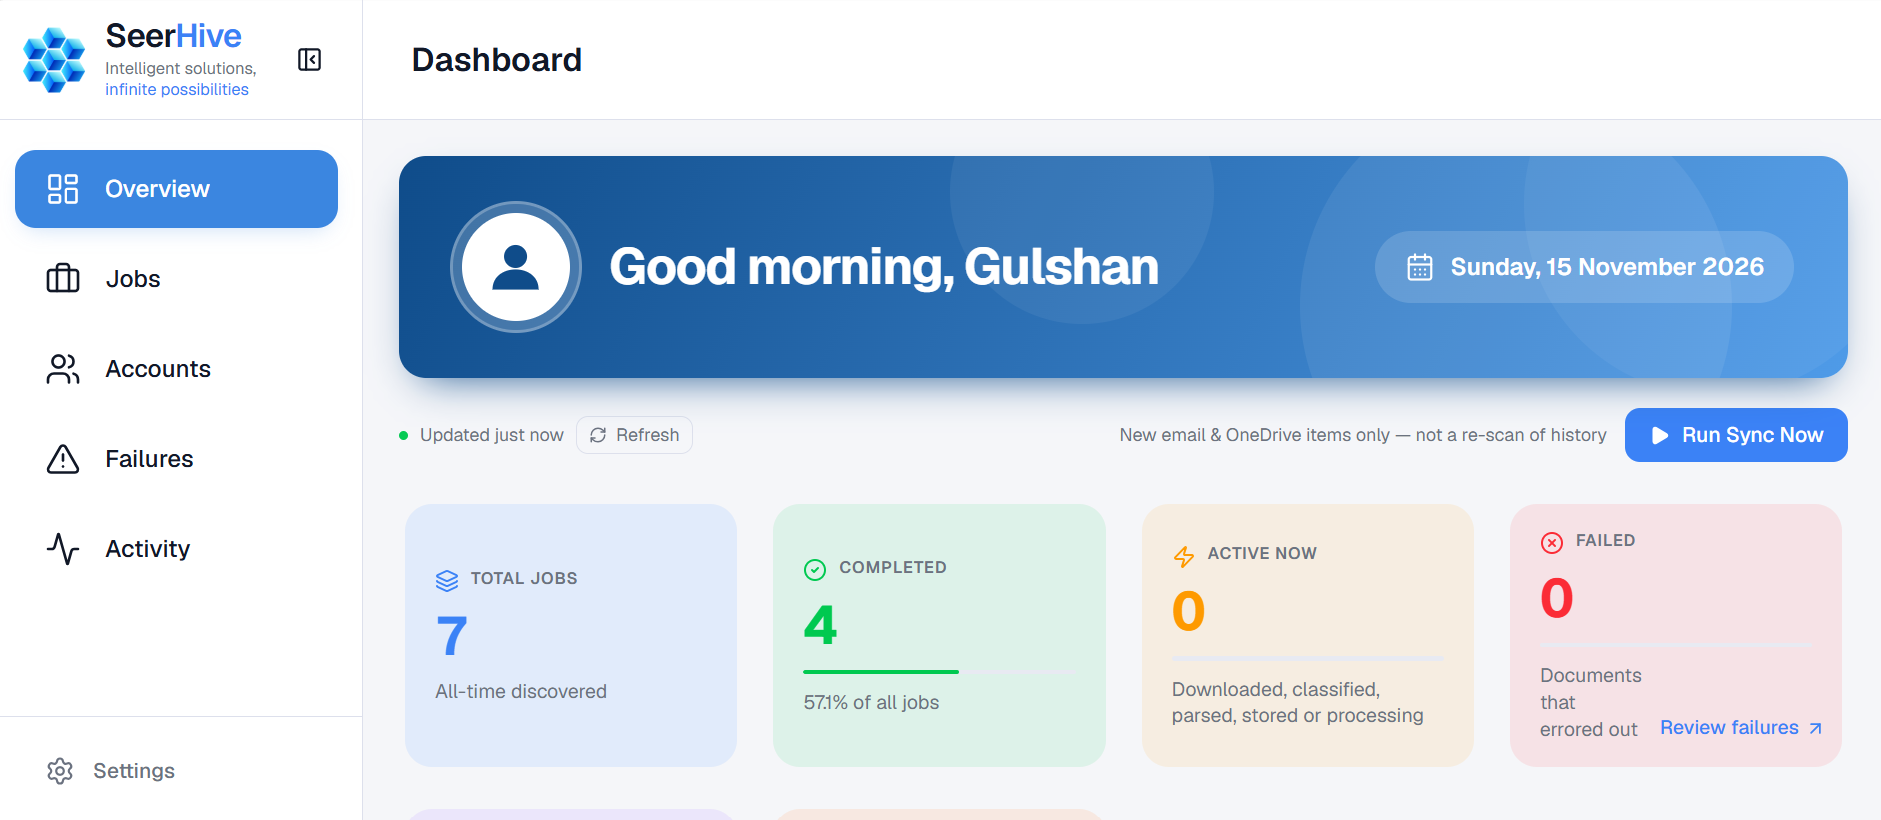 SeerHive
Intelligent solutions,
infinite possibilities
Dashboard
Overview
Jobs
Accounts
Failures
Activity
Settings
Good morning, Gulshan
Sunday, 15 November 2026
Updated just now
Refresh
New email & OneDrive items only — not a re-scan of history
Run Sync Now
TOTAL JOBS
7
All-time discovered
COMPLETED
4
57.1% of all jobs
ACTIVE NOW
0
Downloaded, classified,
parsed, stored or processing
FAILED
0
Documents
that
errored out
Review failures